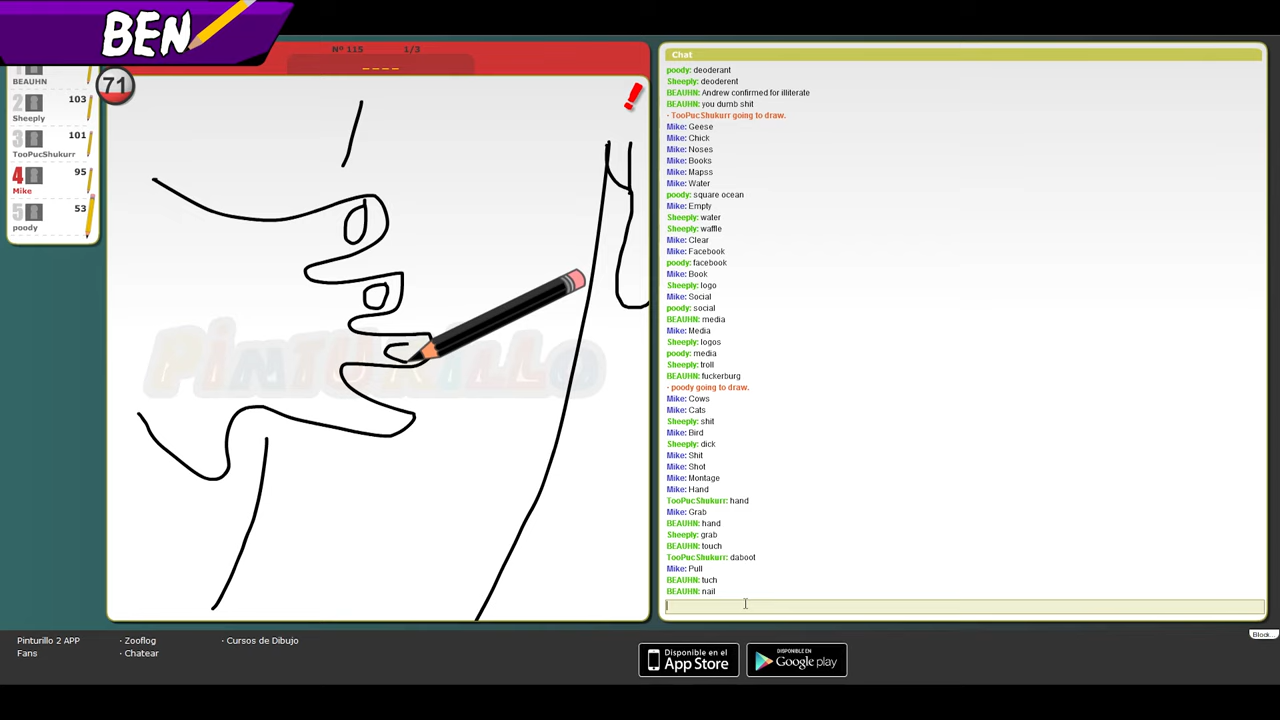 BEN
Nº 115 1/3
_ _ _ _
71
1
BEAUHN
2 103
Sheeply
3 101
TooPucShukurr
4 95
Mike
5 53
poody
!
Pinturillo
Chat
poody: deoderant
Sheeply: deoderent
BEAUHN: Andrew confirmed for illiterate
BEAUHN: you dumb shit
· TooPucShukurr going to draw.
Mike: Geese
Mike: Chick
Mike: Noses
Mike: Books
Mike: Mapss
Mike: Water
poody: square ocean
Mike: Empty
Sheeply: water
Sheeply: waffle
Mike: Clear
Mike: Facebook
poody: facebook
Mike: Book
Sheeply: logo
Mike: Social
poody: social
BEAUHN: media
Mike: Media
Sheeply: logos
poody: media
Sheeply: troll
BEAUHN: fuckerburg
· poody going to draw.
Mike: Cows
Mike: Cats
Sheeply: shit
Mike: Bird
Sheeply: dick
Mike: Shit
Mike: Shot
Mike: Montage
Mike: Hand
TooPucShukurr: hand
Mike: Grab
BEAUHN: hand
Sheeply: grab
BEAUHN: touch
TooPucShukurr: daboot
Mike: Pull
BEAUHN: tuch
BEAUHN: nail
Block...
Pinturillo 2 APP · Zooflog · Cursos de Dibujo
Fans · Chatear
Disponible en el
App Store
DISPONIBLE EN
Google play